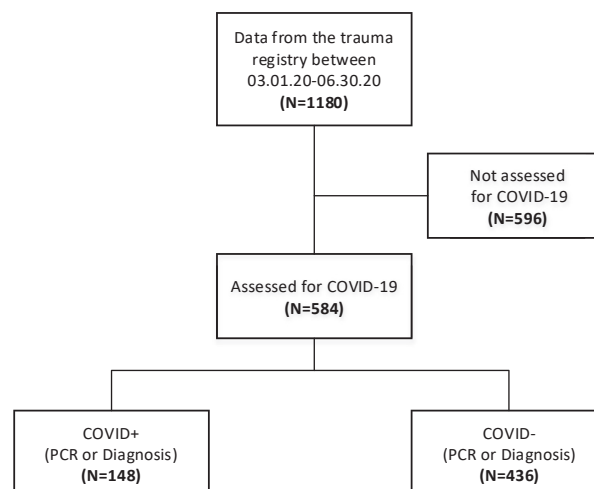 Data from the trauma
registry between
03.01.20-06.30.20
(N=1180)
Not assessed
for COVID-19
(N=596)
Assessed for COVID-19
(N=584)
COVID+
(PCR or Diagnosis)
(N=148)
COVID-
(PCR or Diagnosis)
(N=436)